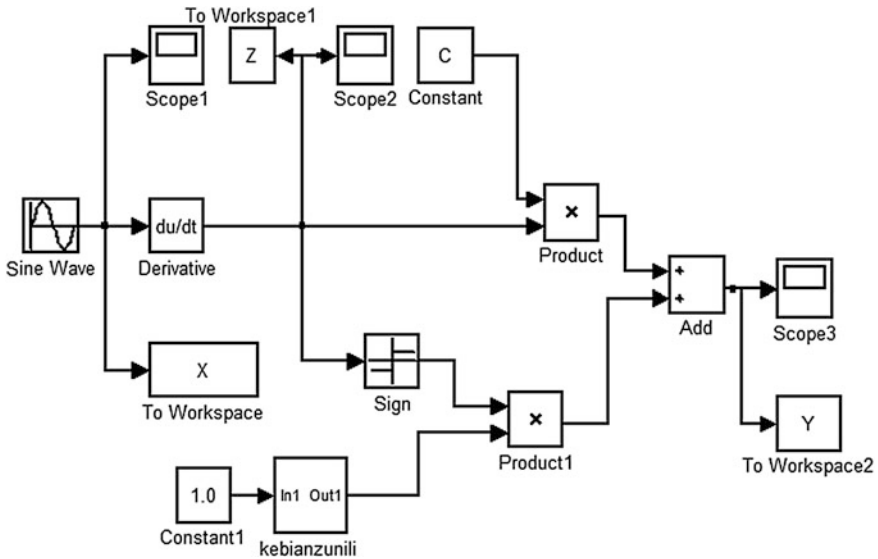 To Workspace1
Z
C
Scope1
Scope2
Constant
du/dt
×
Sine Wave
Derivative
Product
+
+
Add
Scope3
X
To Workspace
Sign
×
Product1
Y
To Workspace2
1.0
In1 Out1
Constant1
kebianzunili